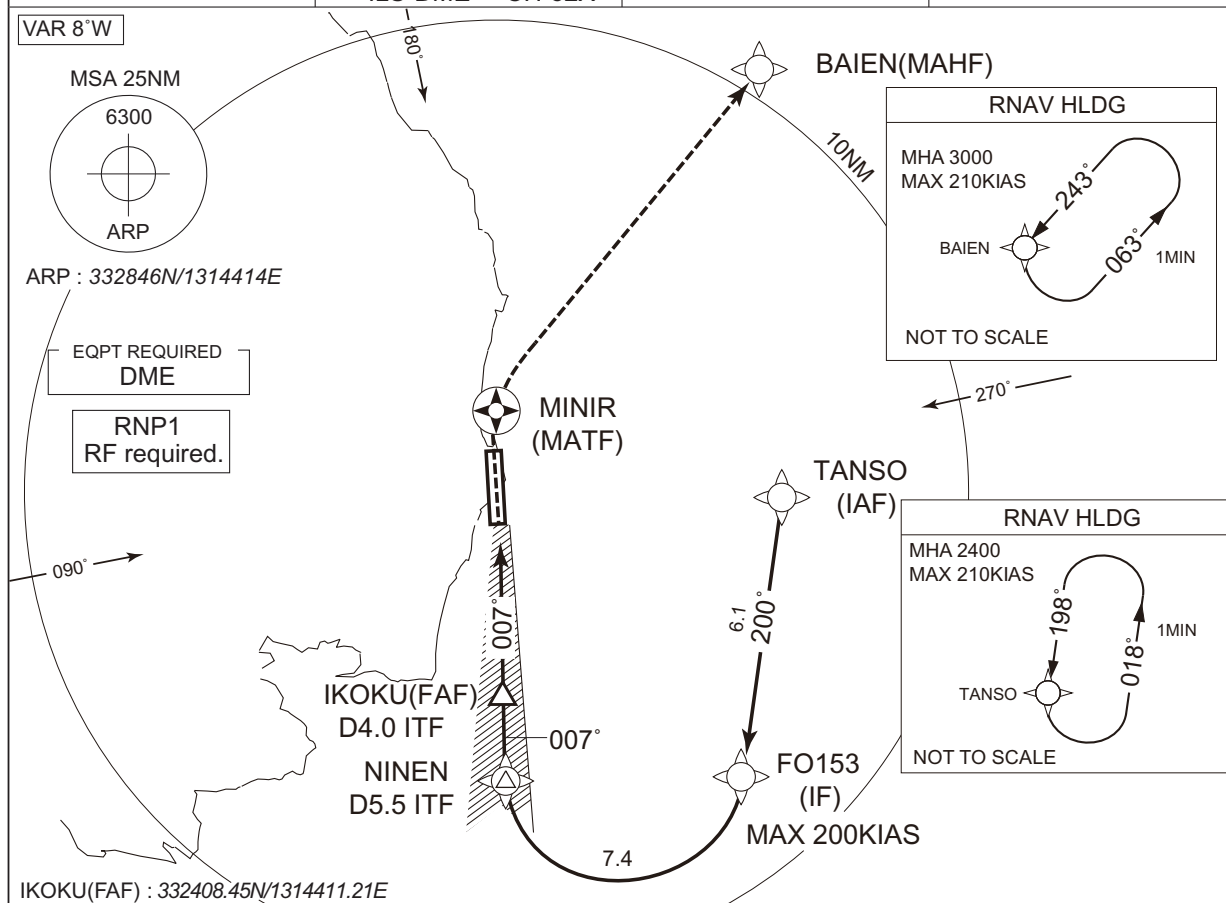 VAR 8°W
180°
BAIEN(MAHF)
MSA 25NM
6300
ARP
ARP : 332846N/1314414E
10NM
RNAV HLDG
MHA 3000
MAX 210KIAS
243°
063°
1MIN
BAIEN
NOT TO SCALE
EQPT REQUIRED
DME
RNP1
RF required.
MINIR
(MATF)
270°
TANSO
(IAF)
090°
007°
6.1
200°
RNAV HLDG
MHA 2400
MAX 210KIAS
198°
018°
1MIN
TANSO
NOT TO SCALE
IKOKU(FAF)
D4.0 ITF
007°
NINEN
D5.5 ITF
FO153
(IF)
MAX 200KIAS
7.4
IKOKU(FAF) : 332408.45N/1314411.21E